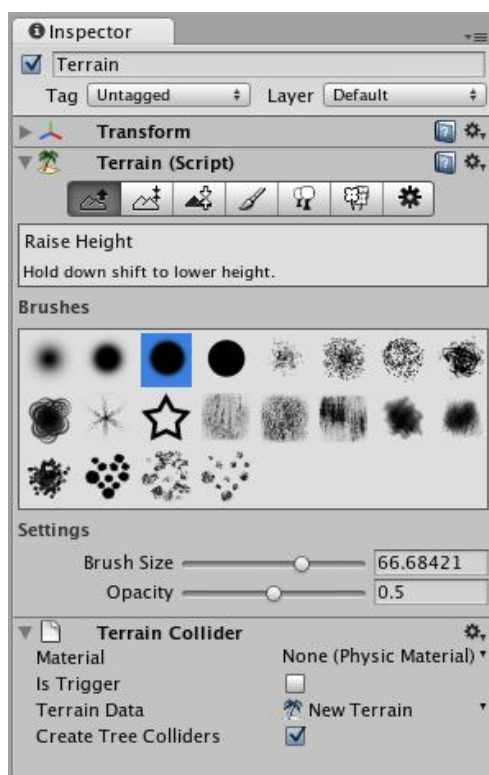 Inspector
Terrain
Tag Untagged Layer Default
Transform
Terrain (Script)
Raise Height
Hold down shift to lower height.
Brushes
Settings
Brush Size 66.68421
Opacity 0.5
Terrain Collider
Material None (Physic Material)
Is Trigger
Terrain Data New Terrain
Create Tree Colliders